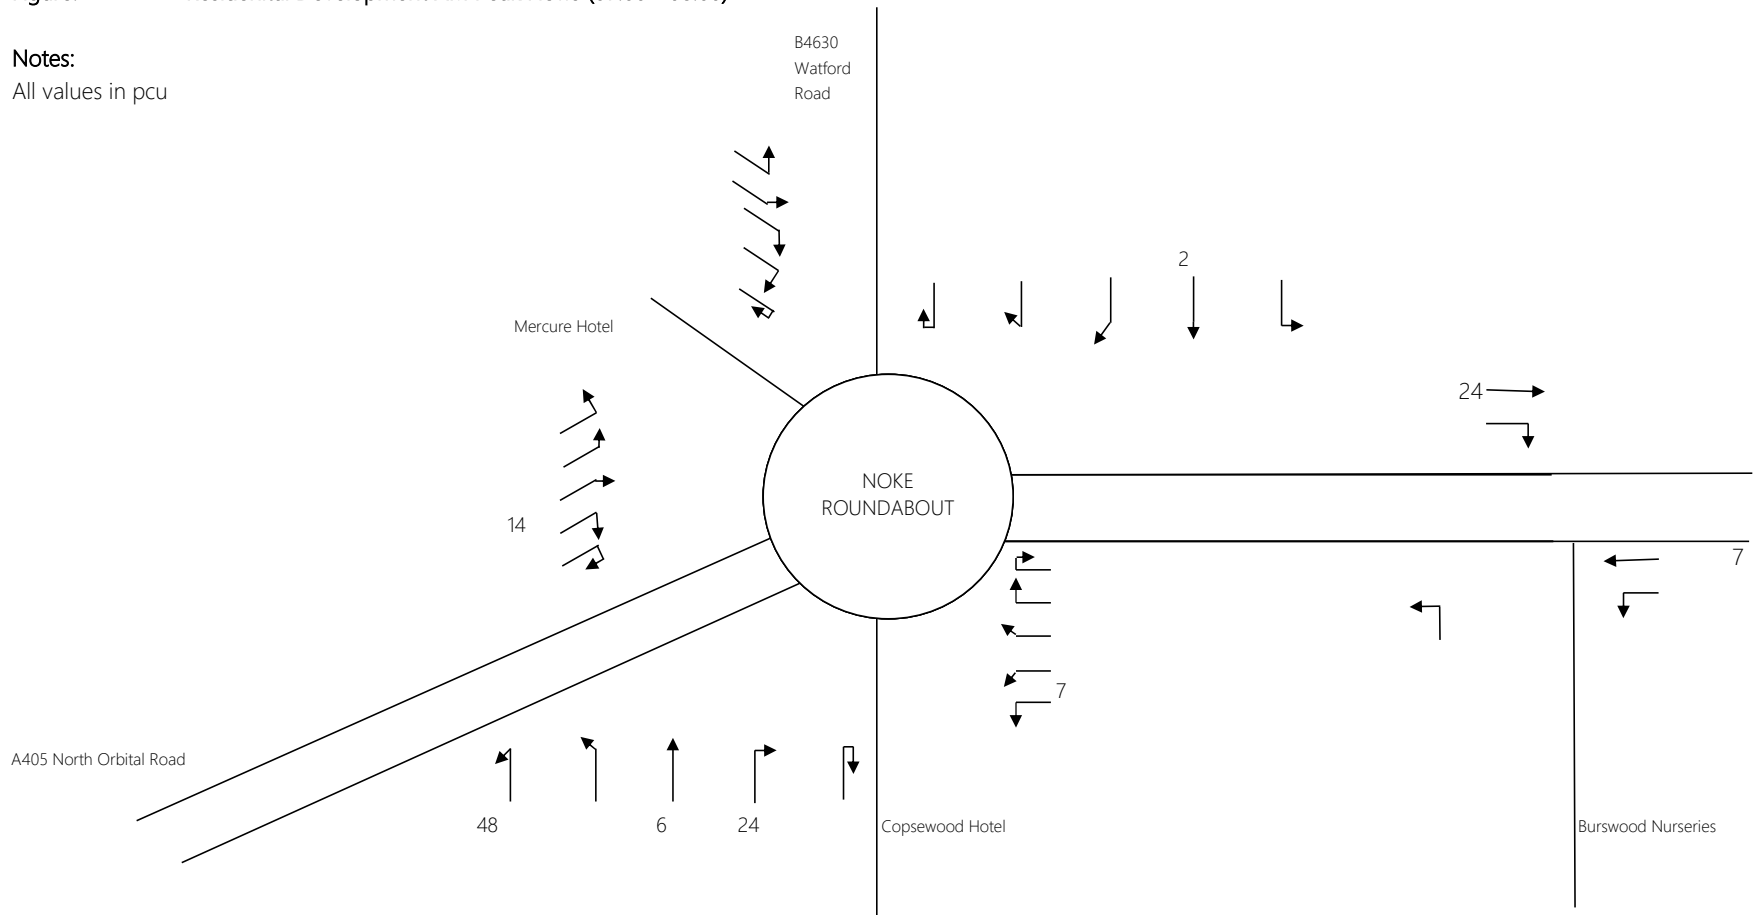 Notes:
All values in pcu
B4630
Watford
Road
2
Mercure Hotel
24
NOKE
ROUNDABOUT
14
7
7
A405 North Orbital Road
48
6
24
Copsewood Hotel
Burswood Nurseries